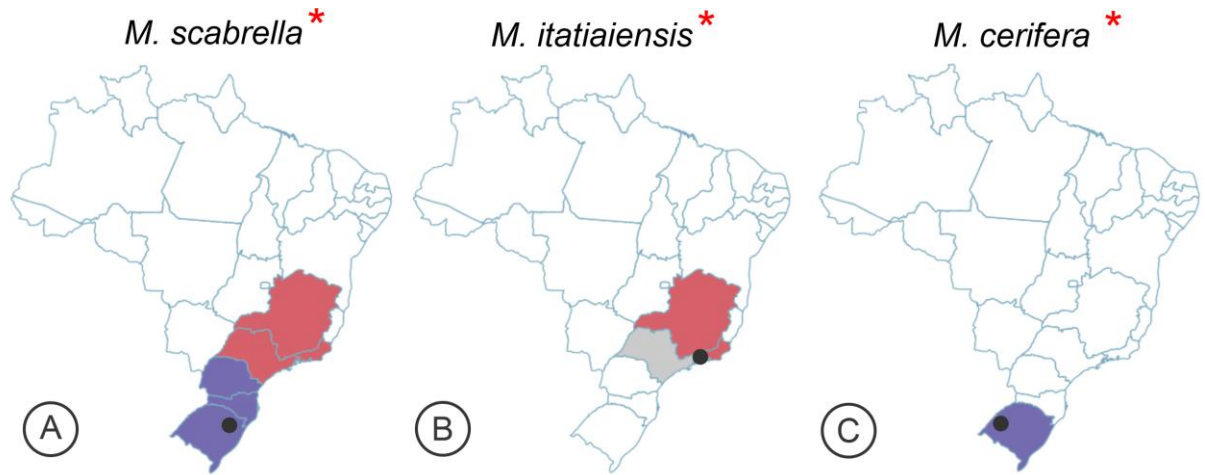 M. scabrella *
M. itatiaiensis *
M. cerifera *
A
B
C